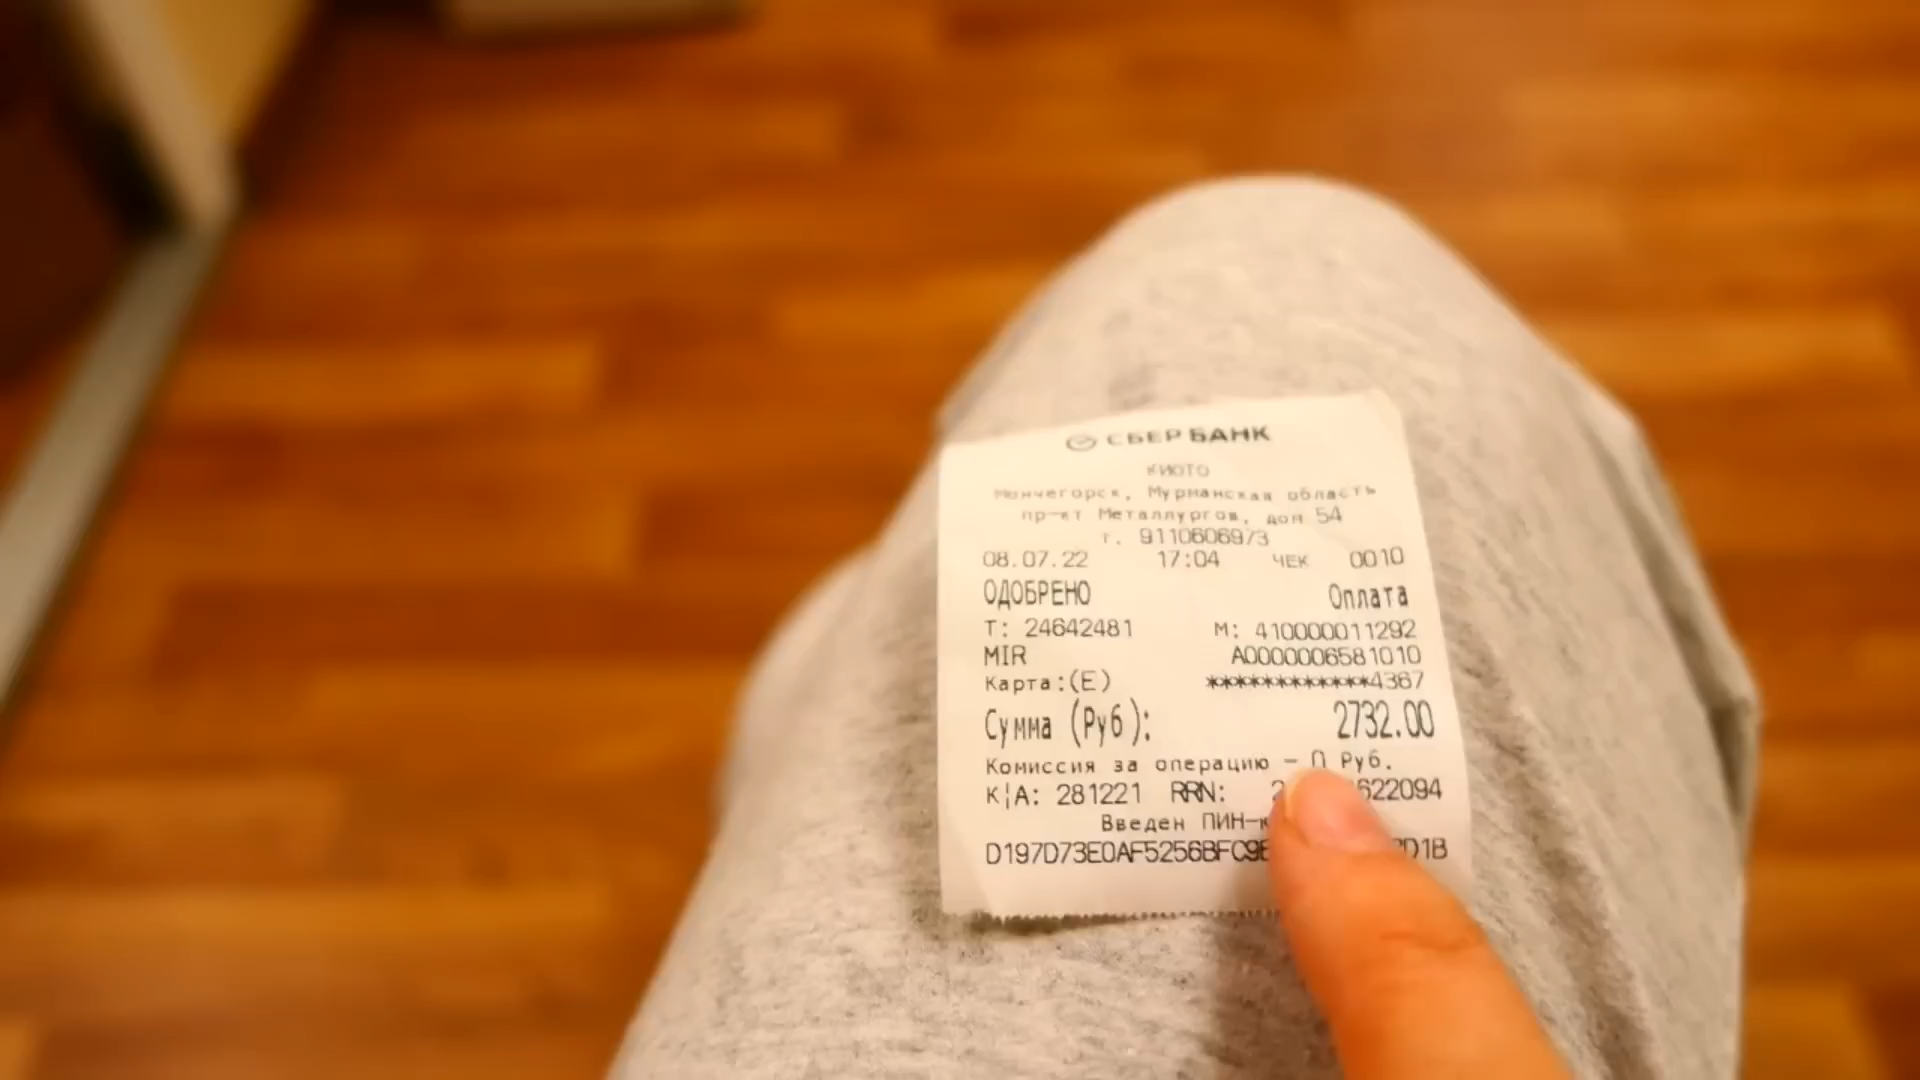 СБЕР БАНК
КИОТО
Мончегорск, Мурманская область
пр-кт Металлургов, дом 54
т. 9110606973
08.07.22 17:04 ЧЕК 0010
ОДОБРЕНО Оплата
Т: 24642481 М: 410000011292
MIR A0000006581010
Карта:(E) ************4367
Сумма (Руб): 2732.00
Комиссия за операцию - 0 Руб.
К|А: 281221 RRN: 622094
Введен ПИН-к